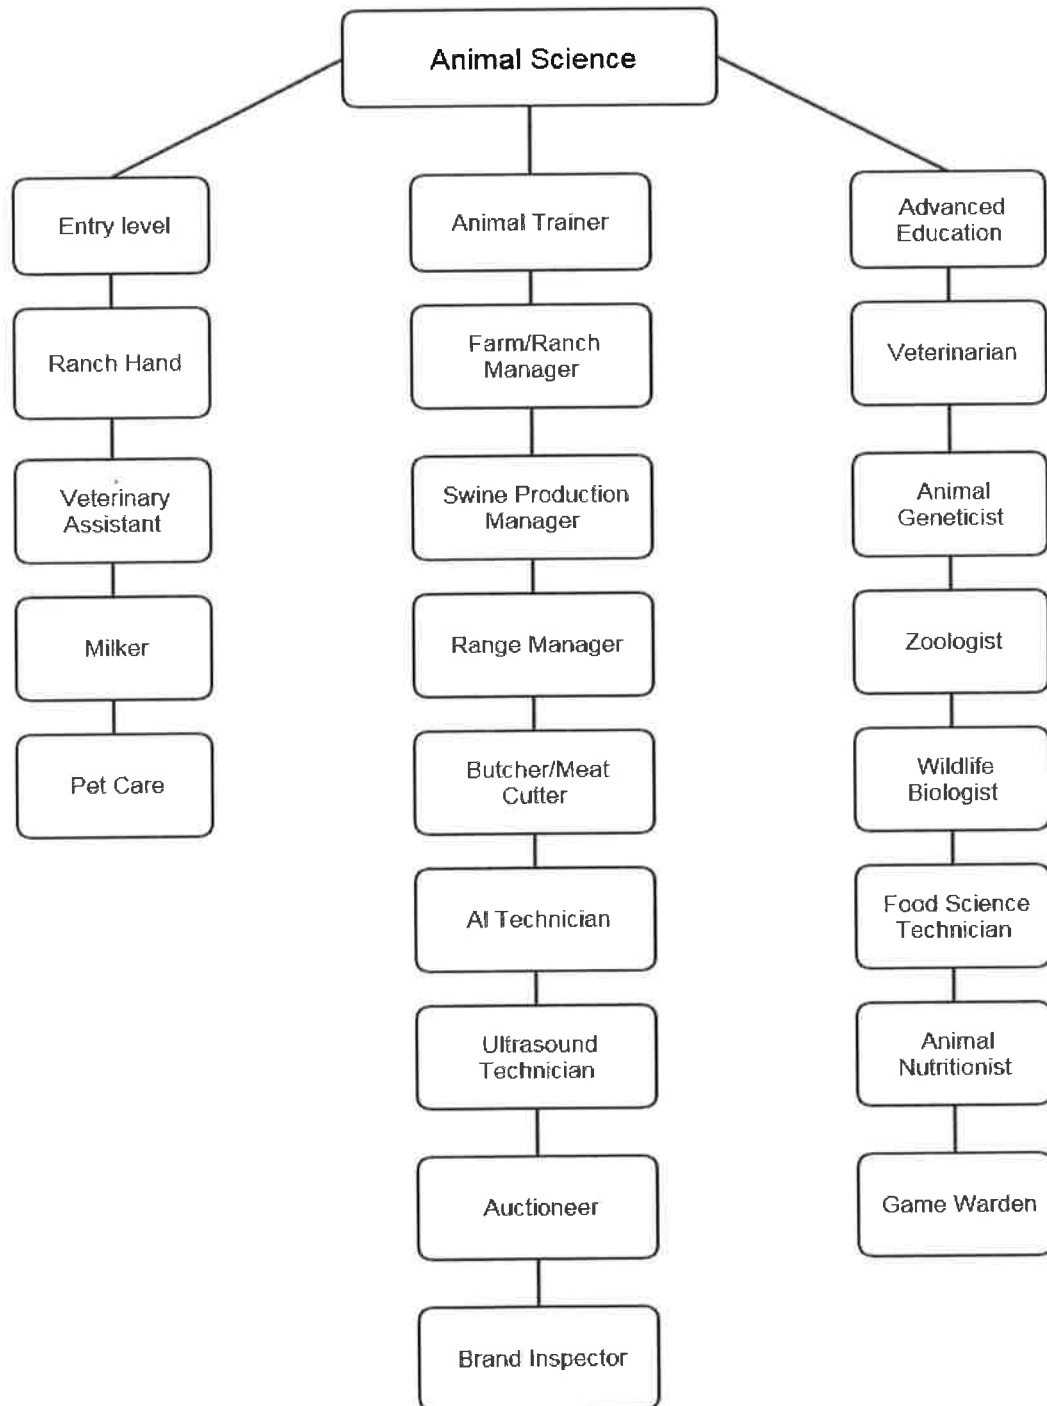 Animal Science
Entry level
Ranch Hand
Veterinary
Assistant
Milker
Pet Care
Animal Trainer
Farm/Ranch
Manager
Swine Production
Manager
Range Manager
Butcher/Meat
Cutter
AI Technician
Ultrasound
Technician
Auctioneer
Brand Inspector
Advanced
Education
Veterinarian
Animal
Geneticist
Zoologist
Wildlife
Biologist
Food Science
Technician
Animal
Nutritionist
Game Warden